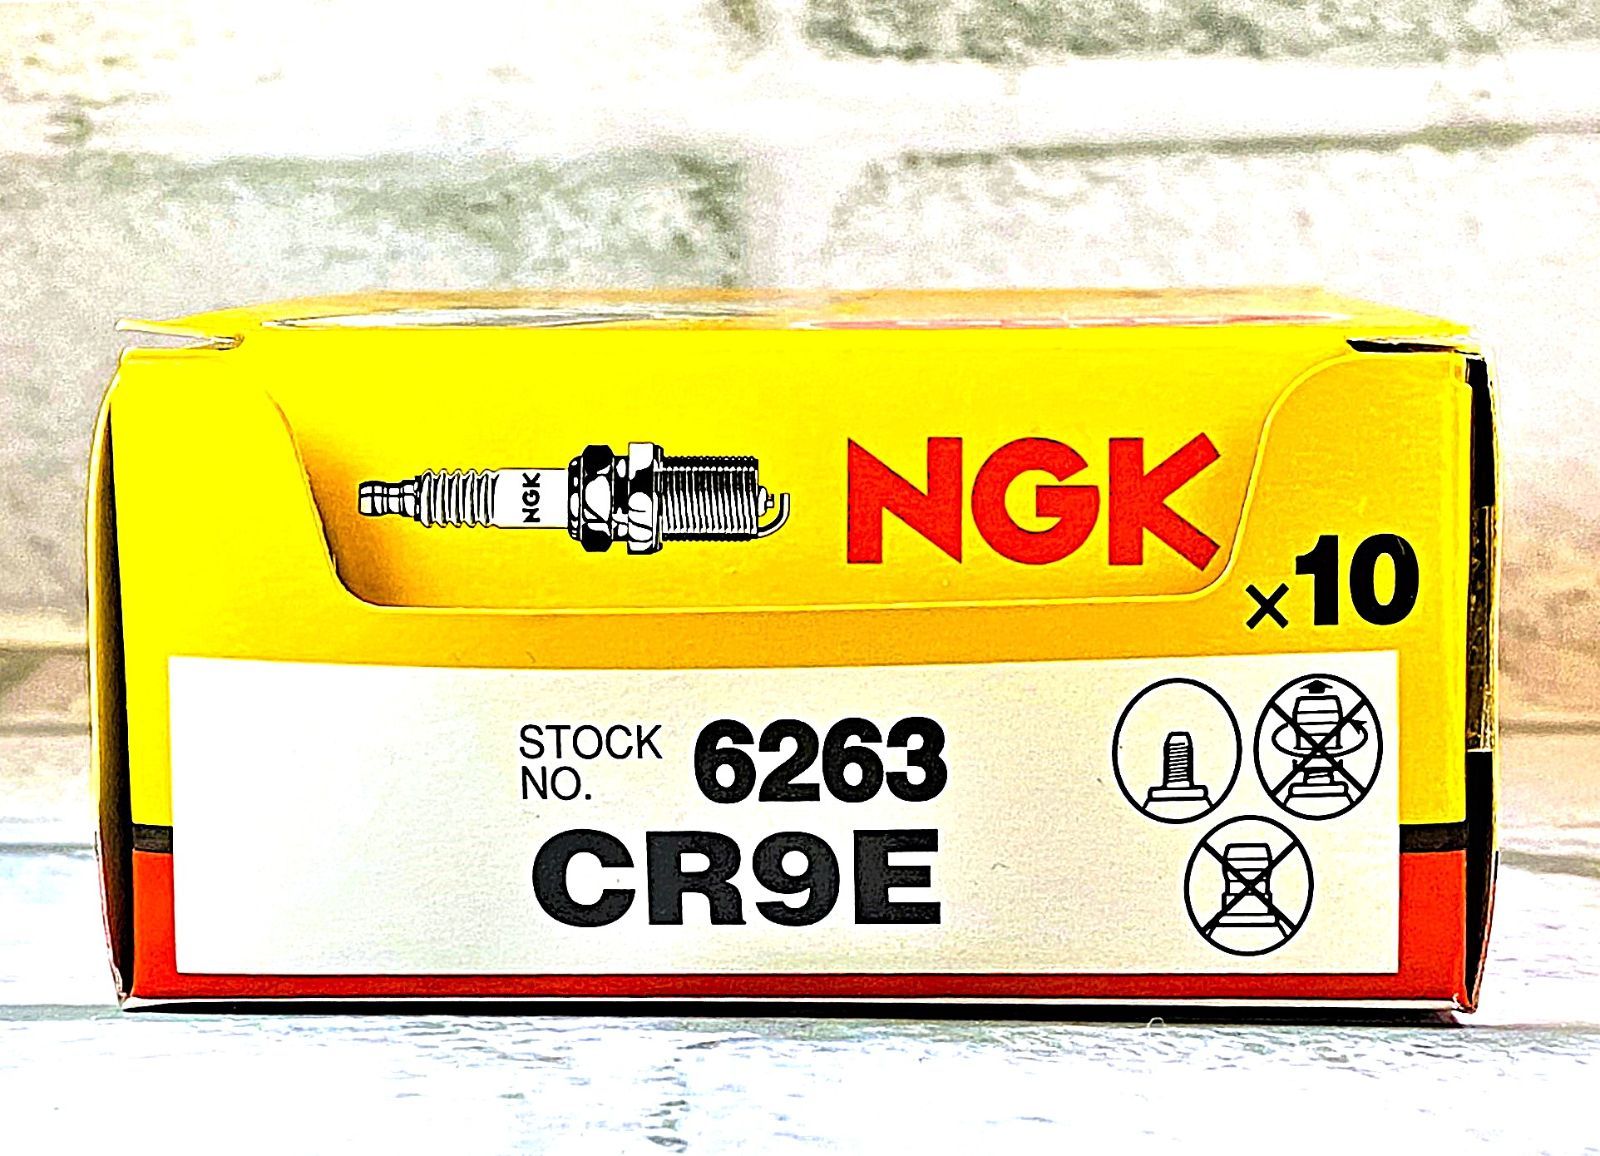 NGK
NGK
×10
STOCK NO. 6263
CR9E